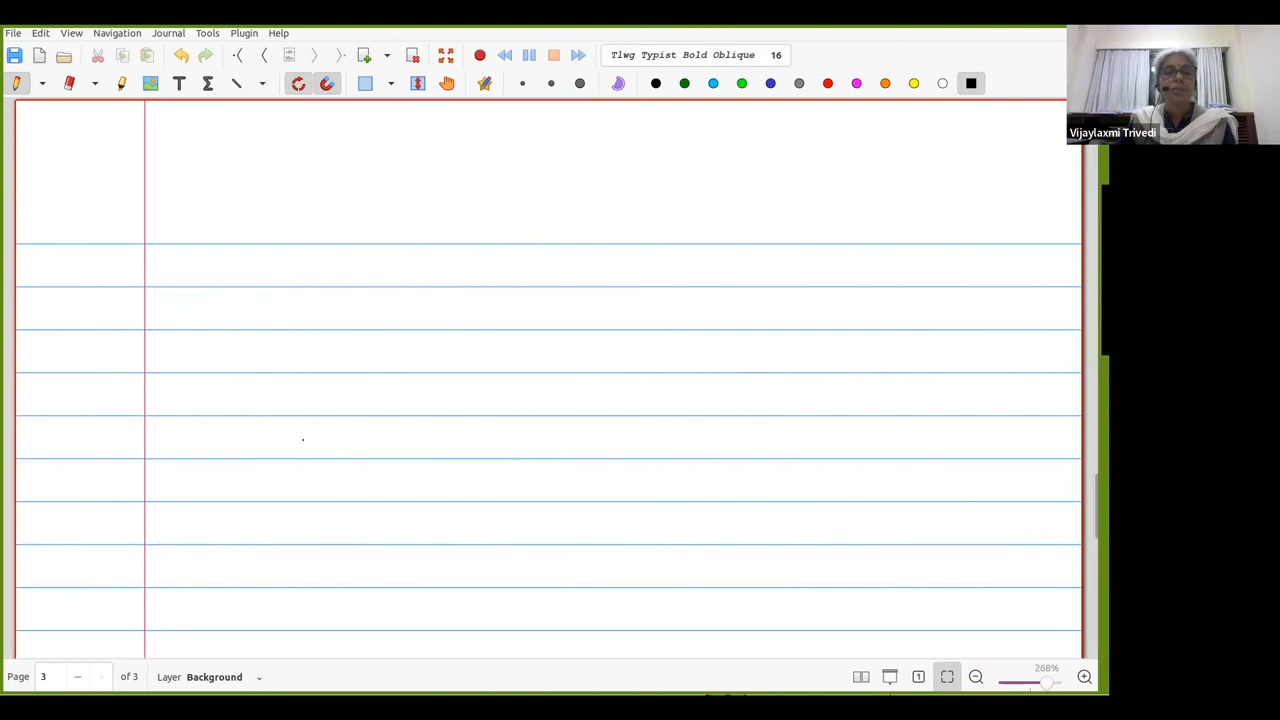 File Edit View Navigation Journal Tools Plugin Help
Tlwg Typist Bold Oblique 16
Vijaylaxmi Trivedi
Page 3 of 3 Layer Background 268%